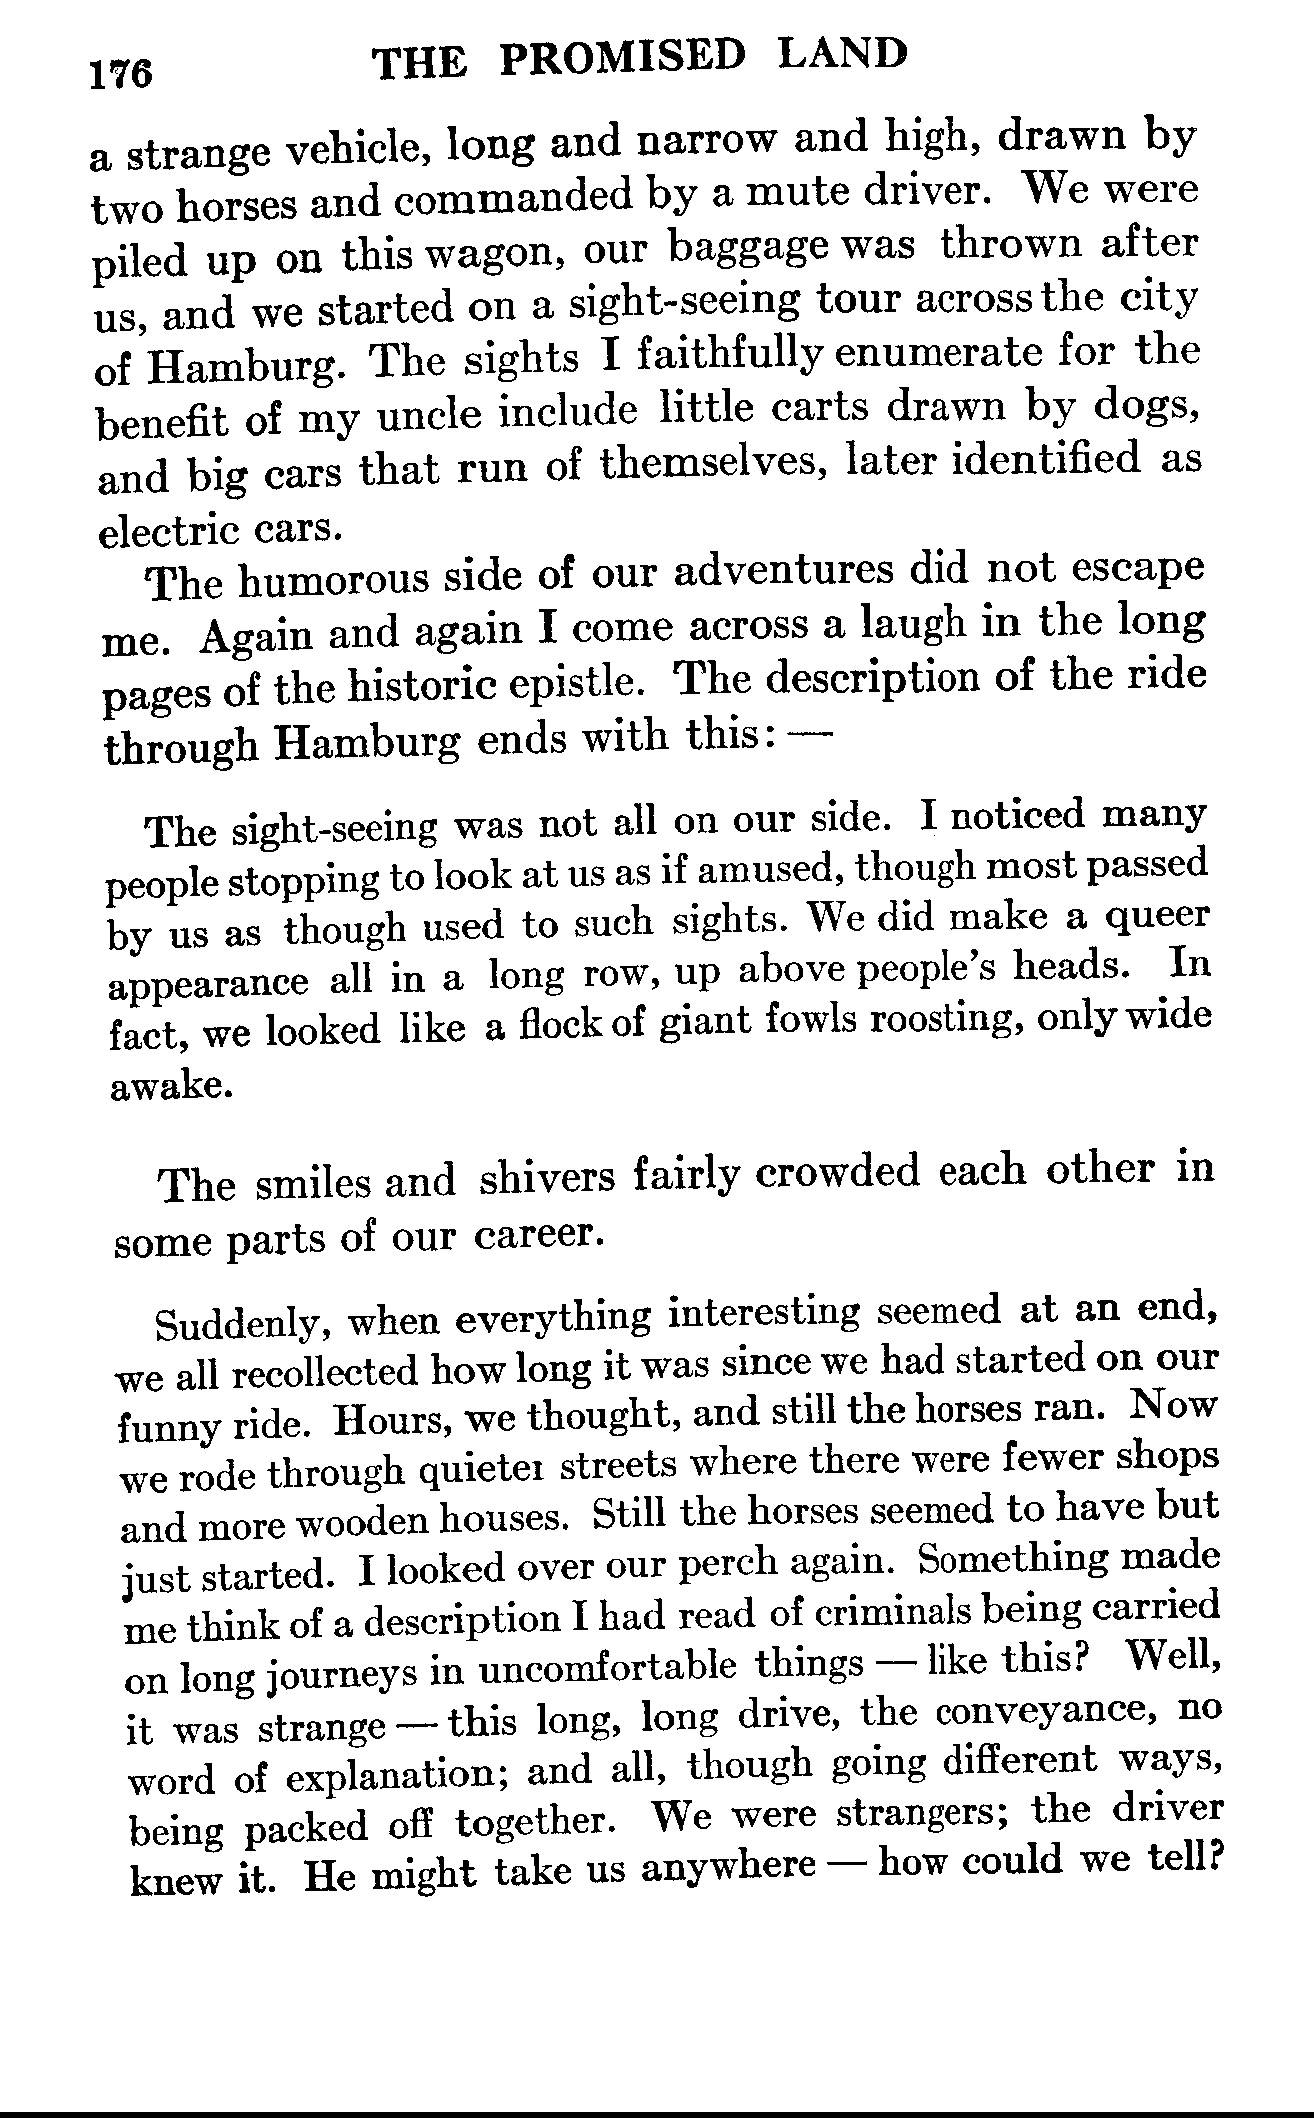 176 THE PROMISED LAND
a strange vehicle, long and narrow and high, drawn by
two horses and commanded by a mute driver. We were
piled up on this wagon, our baggage was thrown after
us, and we started on a sight-seeing tour across the city
of Hamburg. The sights I faithfully enumerate for the
benefit of my uncle include little carts drawn by dogs,
and big cars that run of themselves, later identified as
electric cars.
The humorous side of our adventures did not escape
me. Again and again I come across a laugh in the long
pages of the historic epistle. The description of the ride
through Hamburg ends with this: —
The sight-seeing was not all on our side. I noticed many
people stopping to look at us as if amused, though most passed
by us as though used to such sights. We did make a queer
appearance all in a long row, up above people's heads. In
fact, we looked like a flock of giant fowls roosting, only wide
awake.
The smiles and shivers fairly crowded each other in
some parts of our career.
Suddenly, when everything interesting seemed at an end,
we all recollected how long it was since we had started on our
funny ride. Hours, we thought, and still the horses ran. Now
we rode through quieter streets where there were fewer shops
and more wooden houses. Still the horses seemed to have but
just started. I looked over our perch again. Something made
me think of a description I had read of criminals being carried
on long journeys in uncomfortable things — like this? Well,
it was strange — this long, long drive, the conveyance, no
word of explanation; and all, though going different ways,
being packed off together. We were strangers; the driver
knew it. He might take us anywhere — how could we tell?